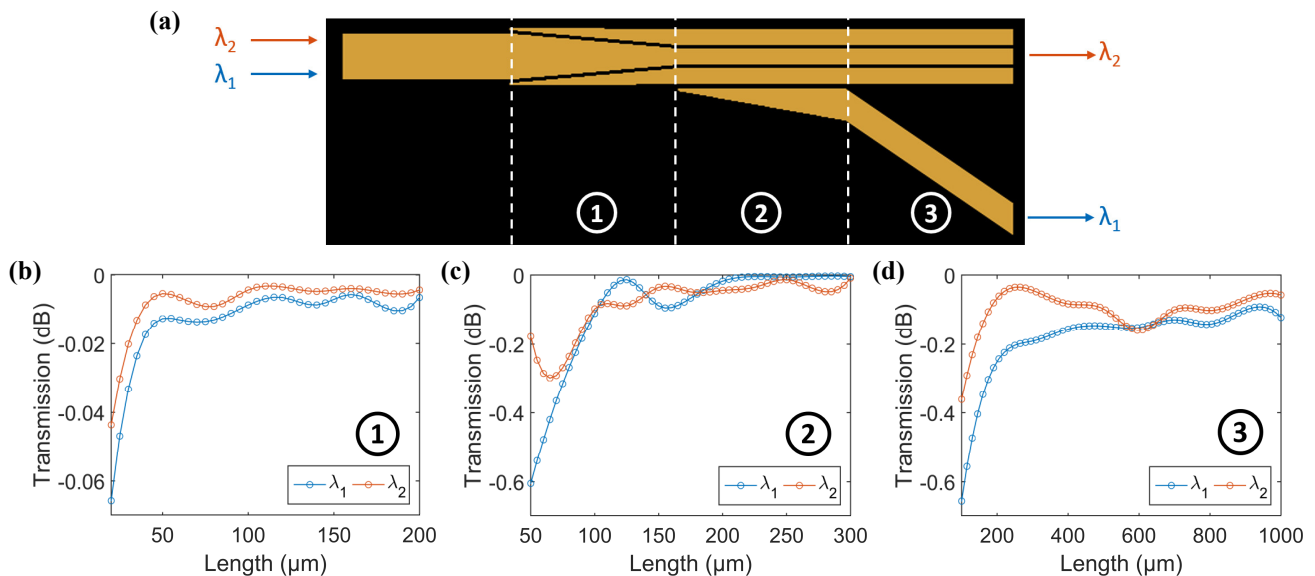 (a)
λ₂
λ₁
λ₂
λ₁
1
2
3
(b)
(c)
(d)
0
-0.02
-0.04
-0.06
Transmission (dB)
50
100
150
200
Length (μm)
1
λ₁ λ₂
0
-0.2
-0.4
-0.6
Transmission (dB)
50
100
150
200
250
300
Length (μm)
2
λ₁ λ₂
0
-0.2
-0.4
-0.6
Transmission (dB)
200
400
600
800
1000
Length (μm)
3
λ₁ λ₂